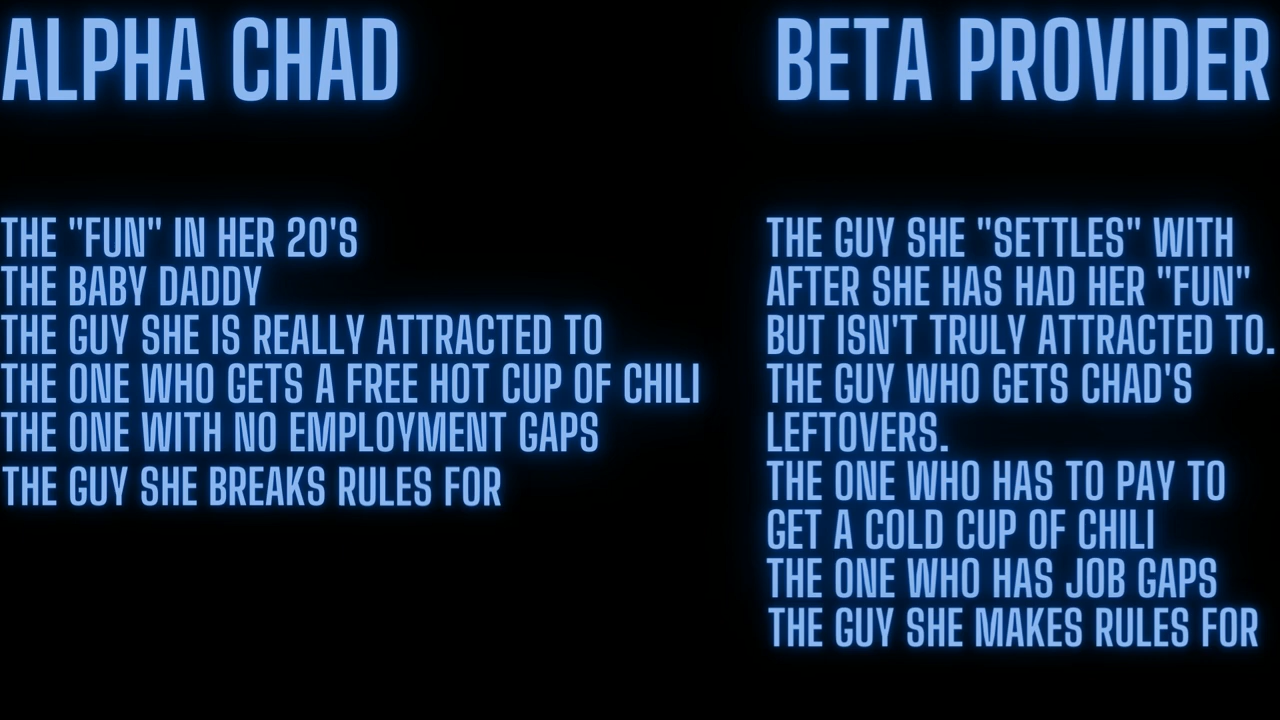 ALPHA CHAD
THE "FUN" IN HER 20'S
THE BABY DADDY
THE GUY SHE IS REALLY ATTRACTED TO
THE ONE WHO GETS A FREE HOT CUP OF CHILI
THE ONE WITH NO EMPLOYMENT GAPS
THE GUY SHE BREAKS RULES FOR
BETA PROVIDER
THE GUY SHE "SETTLES" WITH
AFTER SHE HAS HAD HER "FUN"
BUT ISN'T TRULY ATTRACTED TO.
THE GUY WHO GETS CHAD'S
LEFTOVERS.
THE ONE WHO HAS TO PAY TO
GET A COLD CUP OF CHILI
THE ONE WHO HAS JOB GAPS
THE GUY SHE MAKES RULES FOR